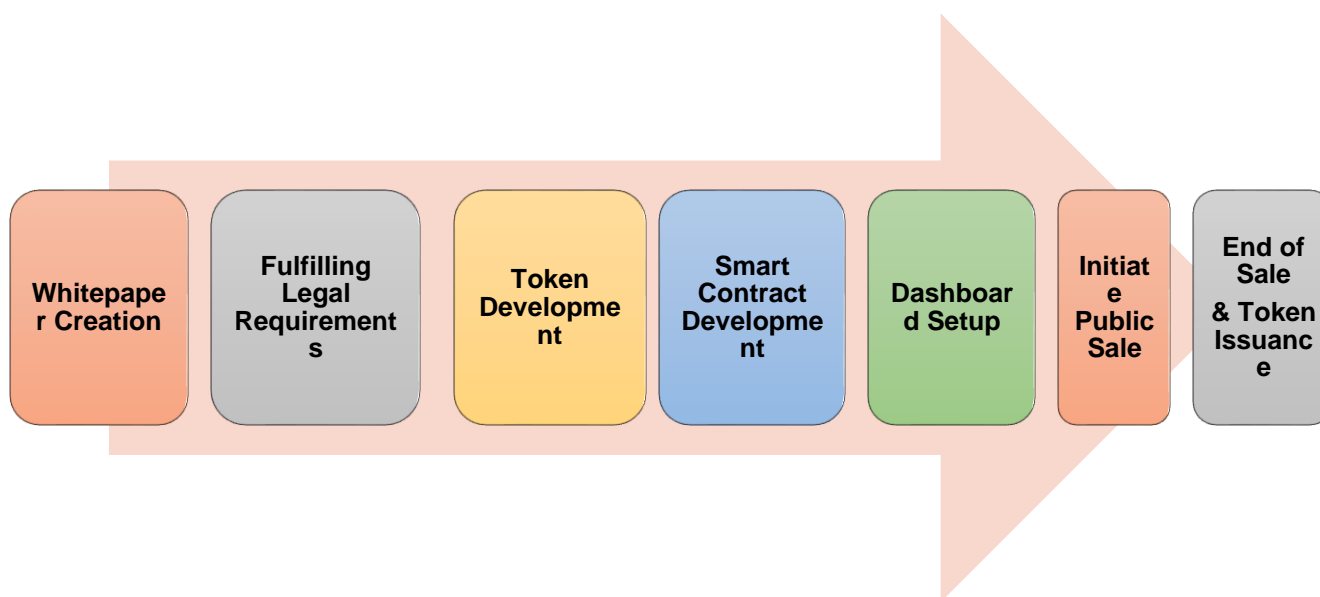 Whitepape
r Creation
Fulfilling
Legal
Requirement
s
Token
Developme
nt
Smart
Contract
Developme
nt
Dashboar
d Setup
Initiat
e
Public
Sale
End of
Sale
& Token
Issuanc
e